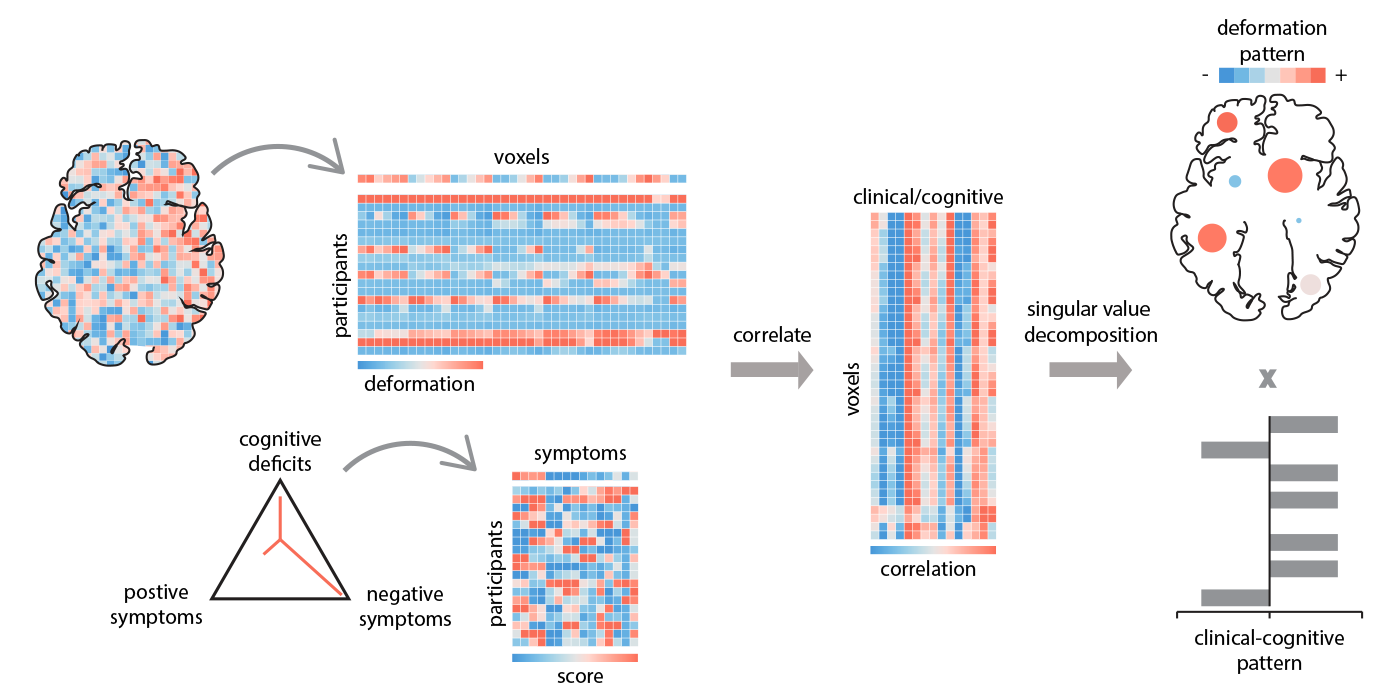 deformation
pattern
- +
voxels
participants
deformation
cognitive
deficits
postive
symptoms
negative
symptoms
symptoms
participants
score
correlate
clinical/cognitive
voxels
correlation
singular value
decomposition
x
clinical-cognitive
pattern